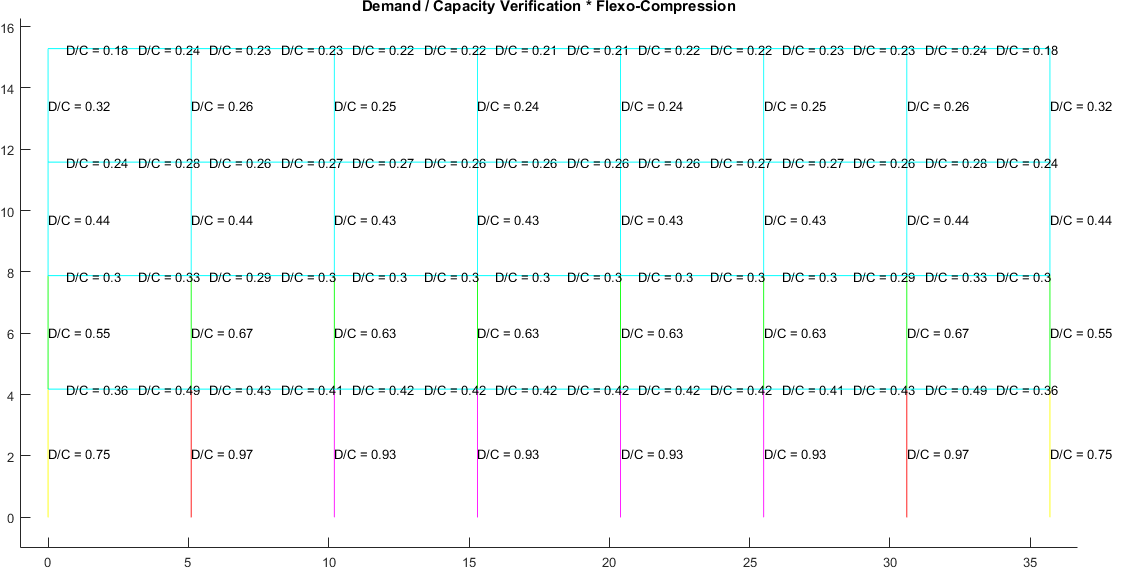 Demand / Capacity Verification * Flexo-Compression
16
D/C = 0.18 D/C = 0.24 D/C = 0.23 D/C = 0.23 D/C = 0.22 D/C = 0.22 D/C = 0.21 D/C = 0.21 D/C = 0.22 D/C = 0.22 D/C = 0.23 D/C = 0.23 D/C = 0.24 D/C = 0.18
14
D/C = 0.32 D/C = 0.26 D/C = 0.25 D/C = 0.24 D/C = 0.24 D/C = 0.25 D/C = 0.26 D/C = 0.32
12
D/C = 0.24 D/C = 0.28 D/C = 0.26 D/C = 0.27 D/C = 0.27 D/C = 0.26 D/C = 0.26 D/C = 0.26 D/C = 0.26 D/C = 0.27 D/C = 0.27 D/C = 0.26 D/C = 0.28 D/C = 0.24
10
D/C = 0.44 D/C = 0.44 D/C = 0.43 D/C = 0.43 D/C = 0.43 D/C = 0.43 D/C = 0.44 D/C = 0.44
8
D/C = 0.3 D/C = 0.33 D/C = 0.29 D/C = 0.3 D/C = 0.3 D/C = 0.3 D/C = 0.3 D/C = 0.3 D/C = 0.3 D/C = 0.3 D/C = 0.3 D/C = 0.29 D/C = 0.33 D/C = 0.3
6
D/C = 0.55 D/C = 0.67 D/C = 0.63 D/C = 0.63 D/C = 0.63 D/C = 0.63 D/C = 0.67 D/C = 0.55
4
D/C = 0.36 D/C = 0.49 D/C = 0.43 D/C = 0.41 D/C = 0.42 D/C = 0.42 D/C = 0.42 D/C = 0.42 D/C = 0.42 D/C = 0.42 D/C = 0.41 D/C = 0.43 D/C = 0.49 D/C = 0.36
2
D/C = 0.75 D/C = 0.97 D/C = 0.93 D/C = 0.93 D/C = 0.93 D/C = 0.93 D/C = 0.97 D/C = 0.75
0
0 5 10 15 20 25 30 35